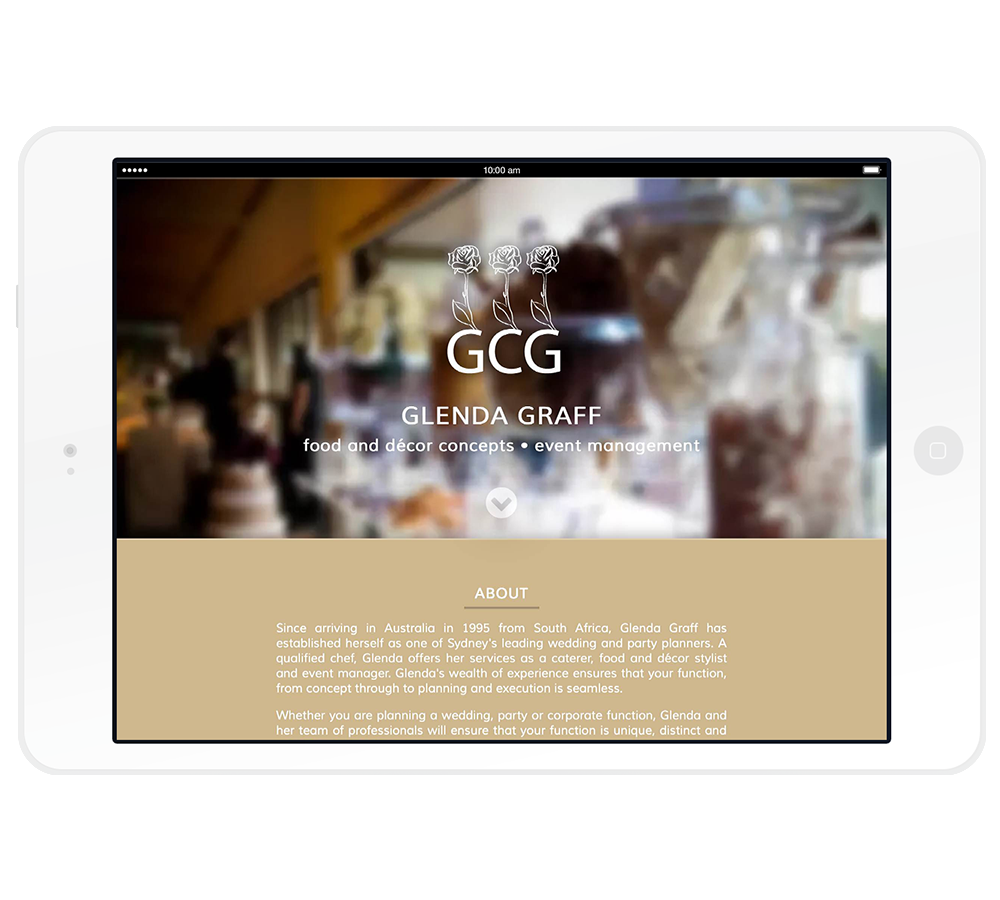 10:00 am
GCG
GLENDA GRAFF
food and décor concepts • event management
ABOUT
Since arriving in Australia in 1995 from South Africa, Glenda Graff has
established herself as one of Sydney's leading wedding and party planners. A
qualified chef, Glenda offers her services as a caterer, food and décor stylist
and event manager. Glenda's wealth of experience ensures that your function,
from concept through to planning and execution is seamless.
Whether you are planning a wedding, party or corporate function, Glenda and
her team of professionals will ensure that your function is unique, distinct and